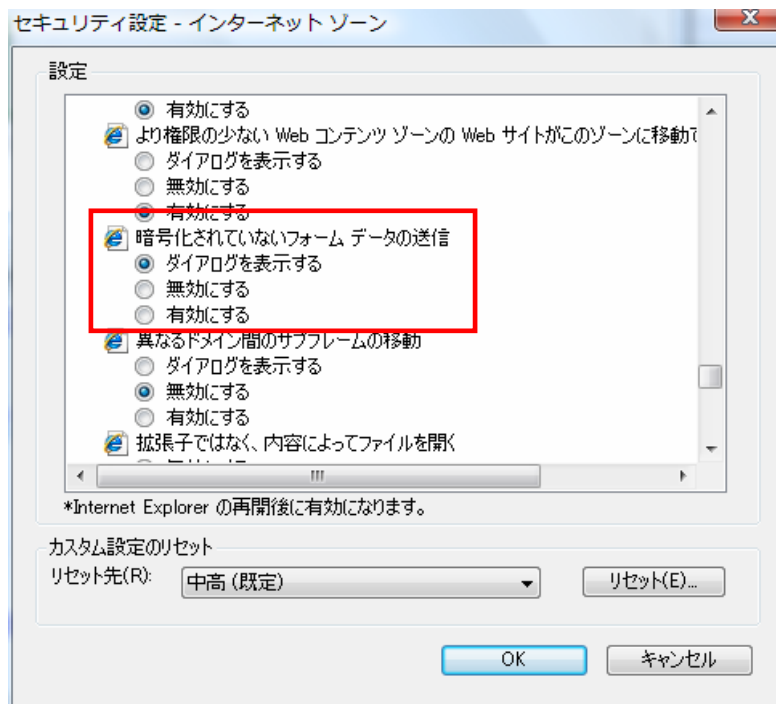 セキュリティ設定 - インターネット ゾーン
設定
有効にする
より権限の少ない Web コンテンツ ゾーンの Web サイトがこのゾーンに移動
ダイアログを表示する
無効にする
有効にする
暗号化されていないフォーム データの送信
ダイアログを表示する
無効にする
有効にする
異なるドメイン間のサブフレームの移動
ダイアログを表示する
無効にする
有効にする
拡張子ではなく、内容によってファイルを開く
*Internet Explorer の再開後に有効になります。
カスタム設定のリセット
リセット先(R):
中高 (既定)
リセット(E)...
OK
キャンセル